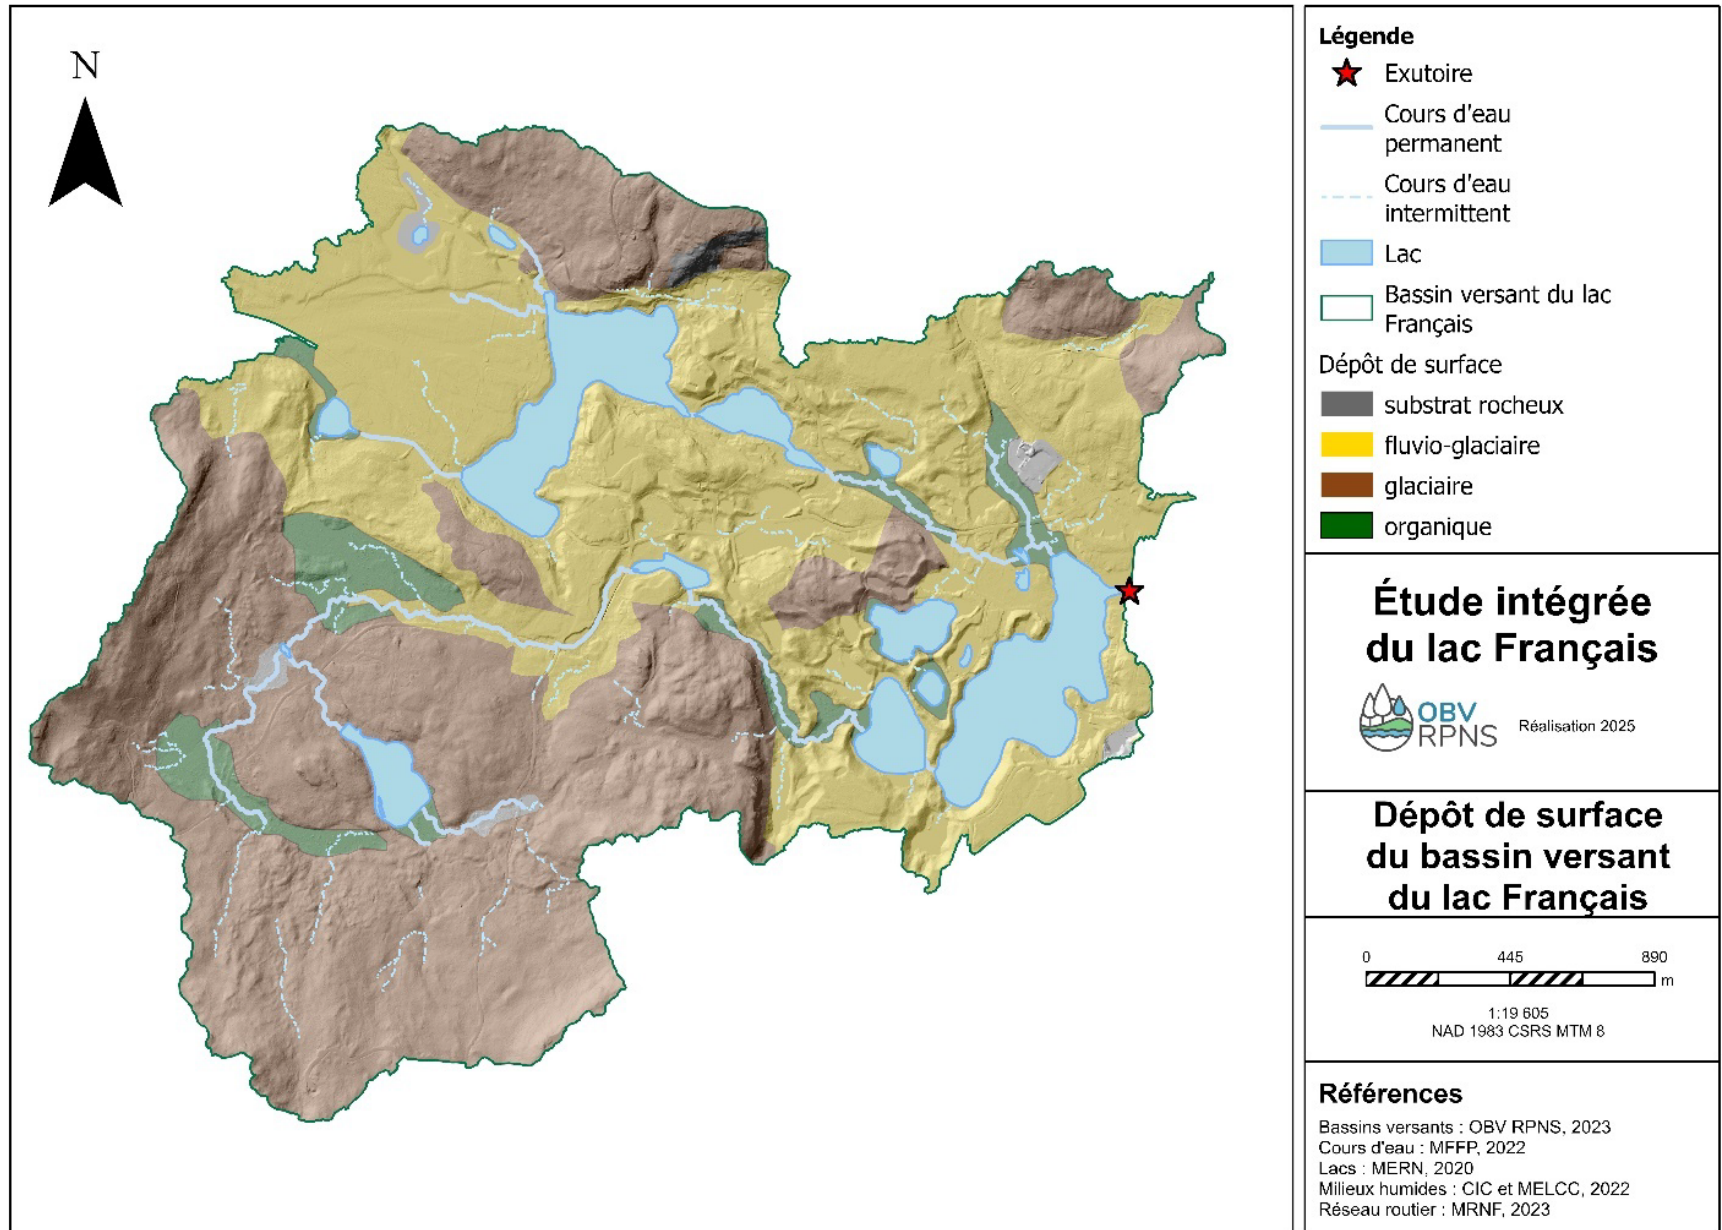 N
Légende
Exutoire
Cours d'eau
permanent
Cours d'eau
intermittent
Lac
Bassin versant du lac
Français
Dépôt de surface
substrat rocheux
fluvio-glaciaire
glaciaire
organique
Étude intégrée
du lac Français
OBV
RPNS
Réalisation 2025
Dépôt de surface
du bassin versant
du lac Français
0 445 890
m
1:19 605
NAD 1983 CSRS MTM 8
Références
Bassins versants : OBV RPNS, 2023
Cours d'eau : MFFP, 2022
Lacs : MERN, 2020
Milieux humides : CIC et MELCC, 2022
Réseau routier : MRNF, 2023